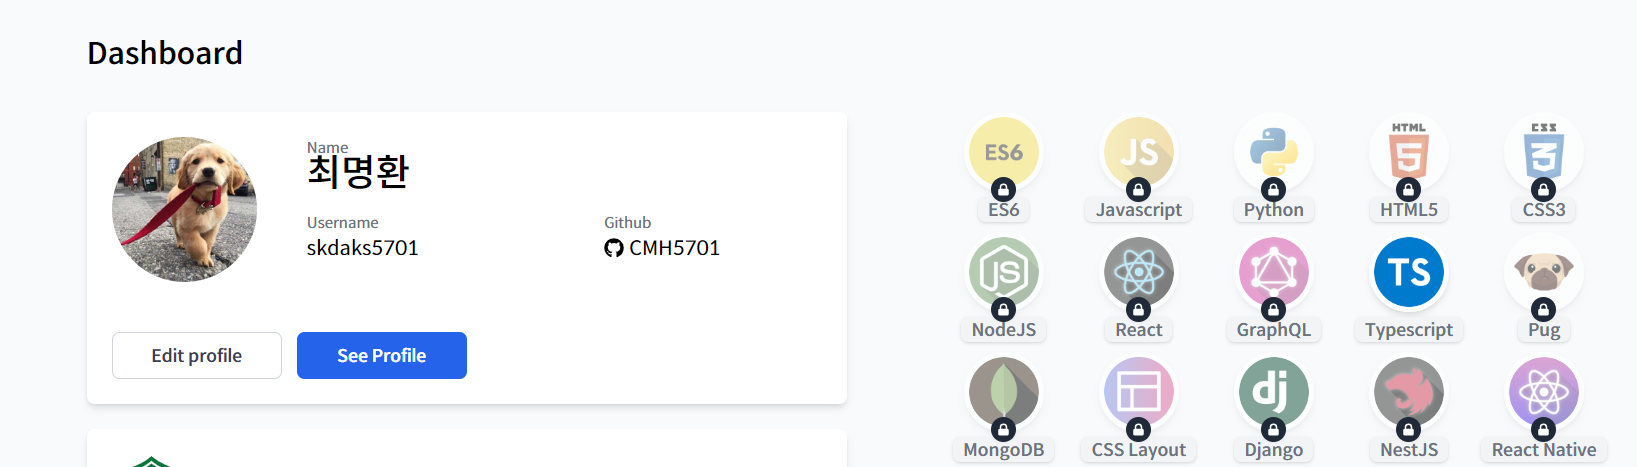 Dashboard
Name
최명환
Username
skdaks5701
Github
CMH5701
Edit profile
See Profile
ES6
JS
HTML
5
CSS
3
ES6
Javascript
Python
HTML5
CSS3
JS
TS
NodeJS
React
GraphQL
Typescript
Pug
dj
MongoDB
CSS Layout
Django
NestJS
React Native